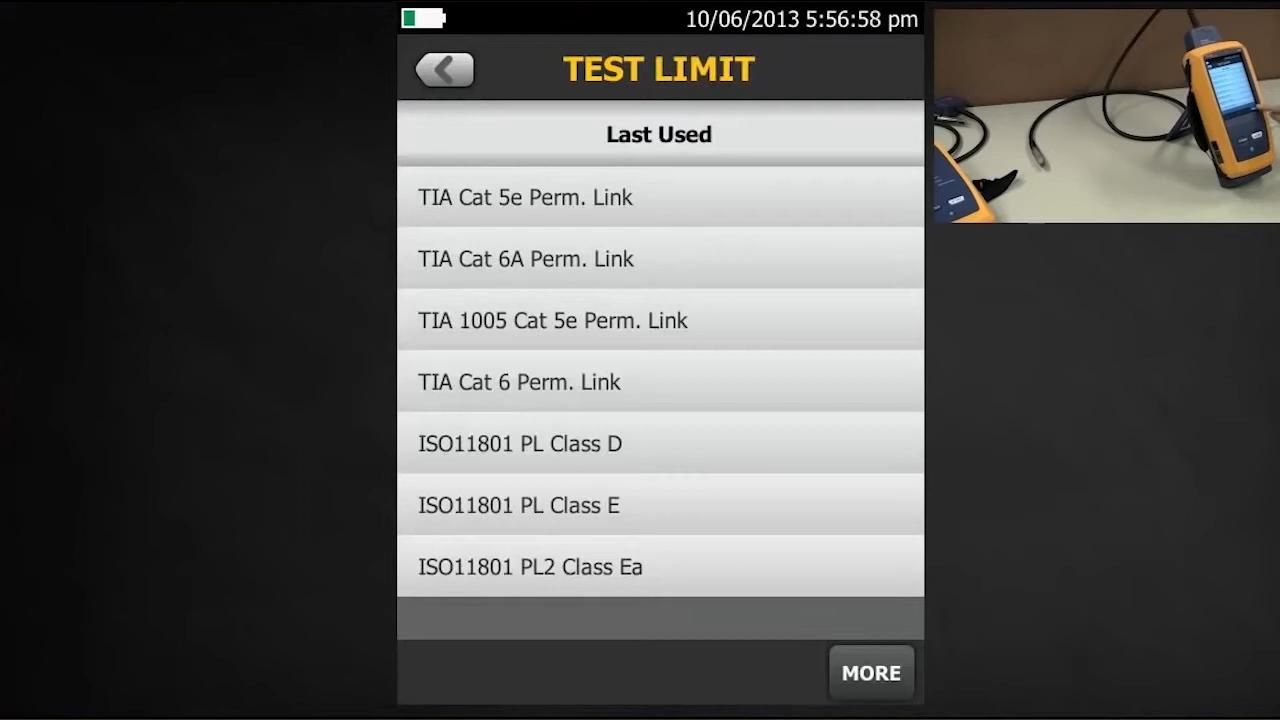 10/06/2013 5:56:58 pm
TEST LIMIT
Last Used
TIA Cat 5e Perm. Link
TIA Cat 6A Perm. Link
TIA 1005 Cat 5e Perm. Link
TIA Cat 6 Perm. Link
ISO11801 PL Class D
ISO11801 PL Class E
ISO11801 PL2 Class Ea
MORE